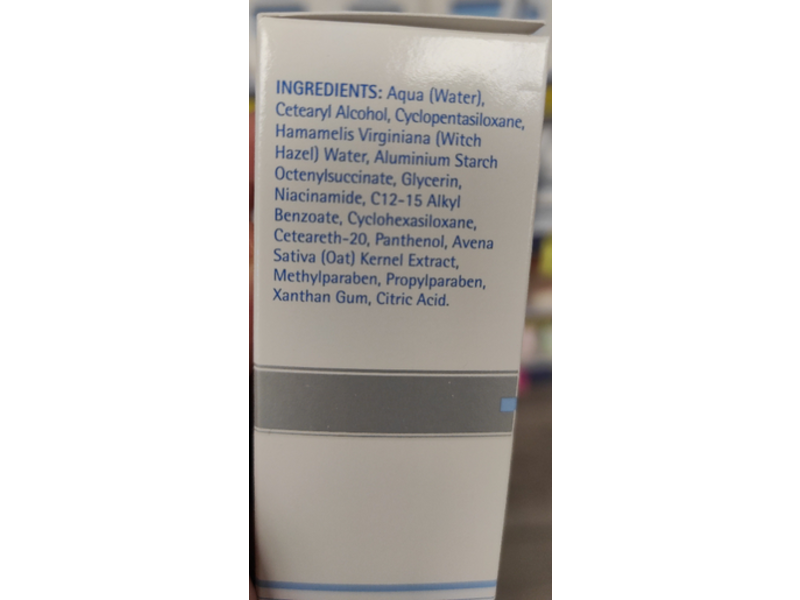 INGREDIENTS: Aqua (Water),
Cetearyl Alcohol, Cyclopentasiloxane,
Hamamelis Virginiana (Witch
Hazel) Water, Aluminium Starch
Octenylsuccinate, Glycerin,
Niacinamide, C12-15 Alkyl
Benzoate, Cyclohexasiloxane,
Ceteareth-20, Panthenol, Avena
Sativa (Oat) Kernel Extract,
Methylparaben, Propylparaben,
Xanthan Gum, Citric Acid.